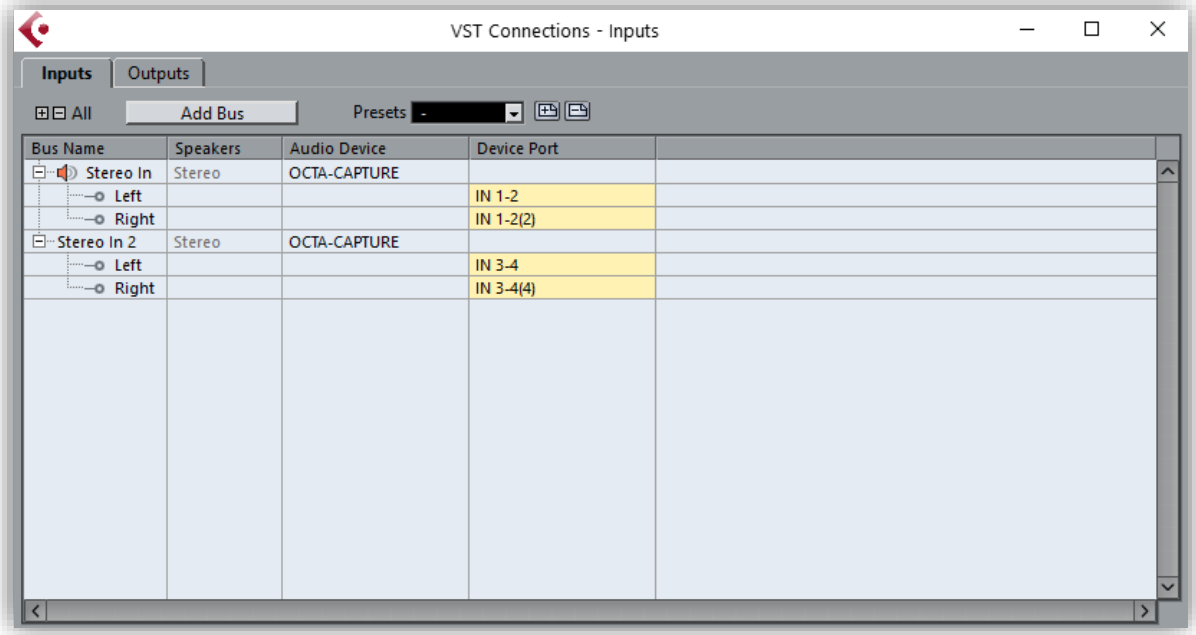 VST Connections - Inputs
Inputs Outputs
All Add Bus Presets -
Bus Name Speakers Audio Device Device Port
Stereo In Stereo OCTA-CAPTURE
Left IN 1-2
Right IN 1-2(2)
Stereo In 2 Stereo OCTA-CAPTURE
Left IN 3-4
Right IN 3-4(4)